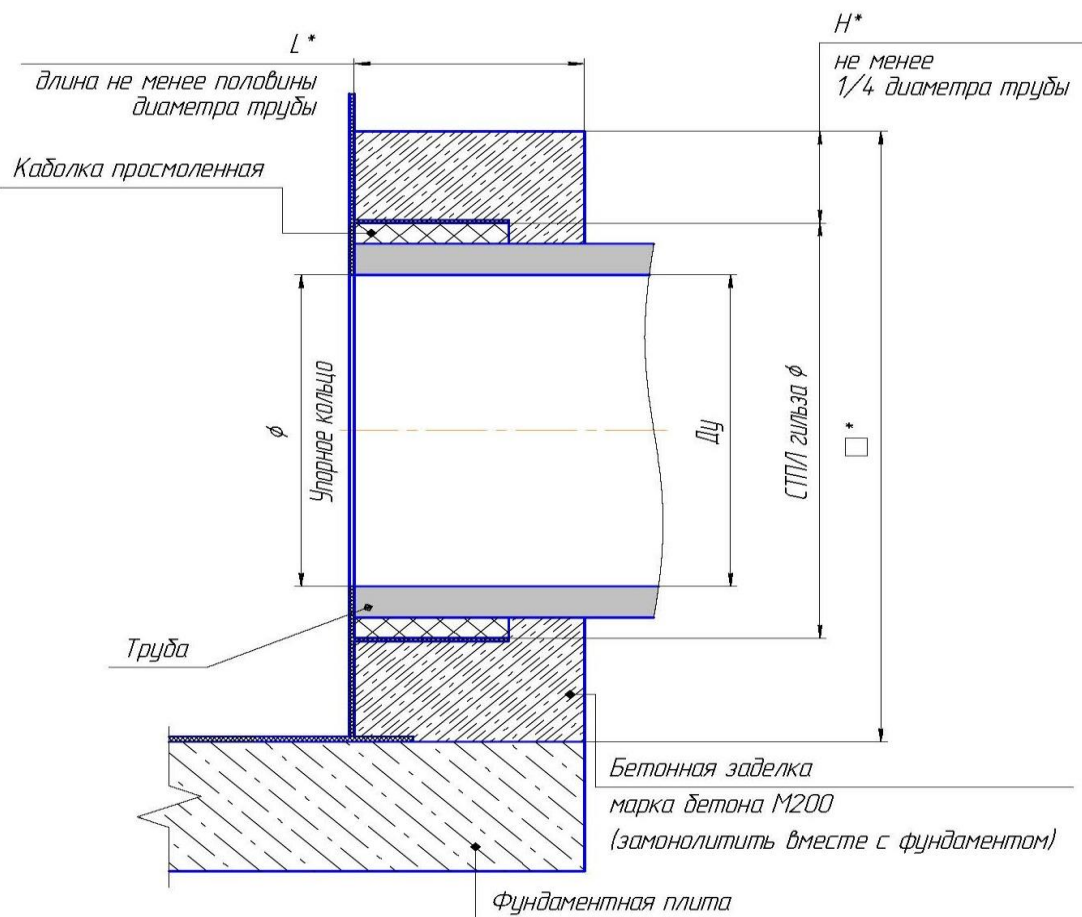 L*
длина не менее половины
диаметра трубы
H*
не менее
1/4 диаметра трубы
Каболка просмоленная
ϕ
Упорное кольцо
Ду
СТПЛ гильза ϕ
□*
Труба
Бетонная заделка
марка бетона М200
(замонолитить вместе с фундаментом)
Фундаментная плита